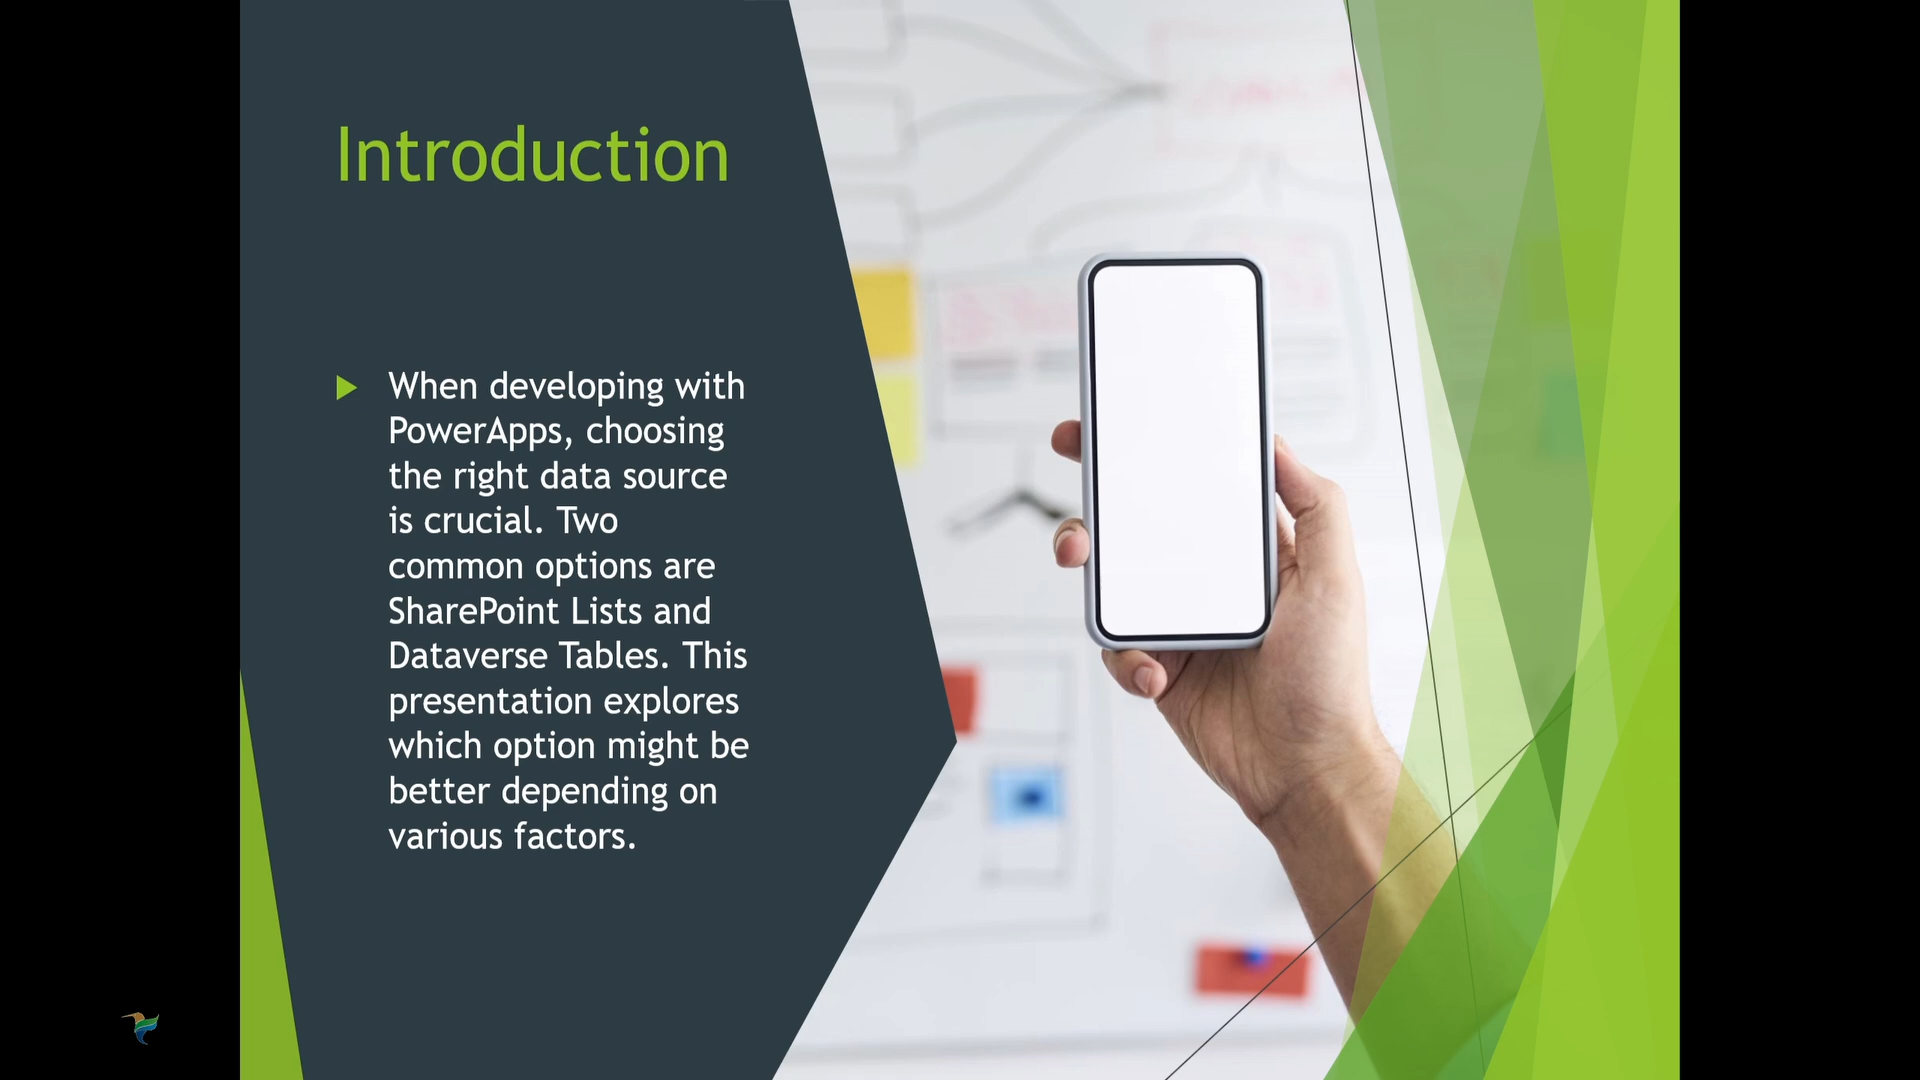 Introduction
When developing with
PowerApps, choosing
the right data source
is crucial. Two
common options are
SharePoint Lists and
Dataverse Tables. This
presentation explores
which option might be
better depending on
various factors.